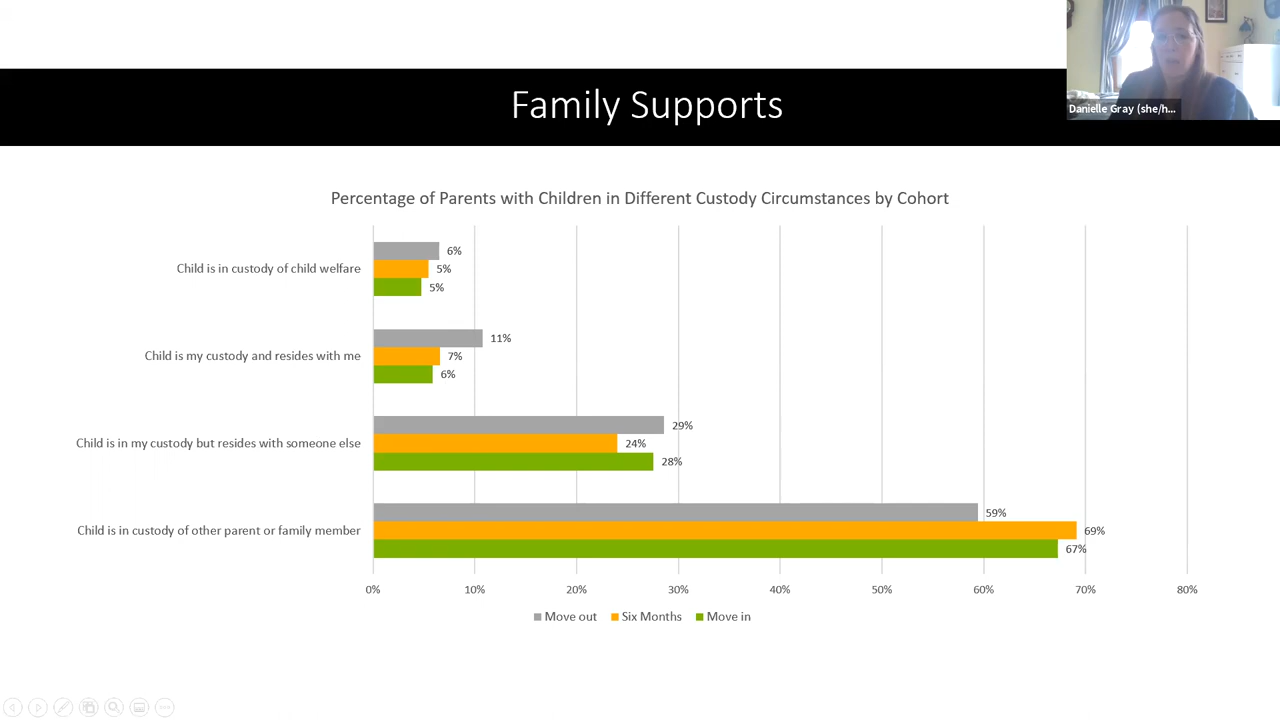 Family Supports
Danielle Gray (she/h...
Percentage of Parents with Children in Different Custody Circumstances by Cohort
Child is in custody of child welfare
6%
5%
5%
Child is my custody and resides with me
11%
7%
6%
Child is in my custody but resides with someone else
29%
24%
28%
Child is in custody of other parent or family member
59%
69%
67%
0% 10% 20% 30% 40% 50% 60% 70% 80%
Move out Six Months Move in